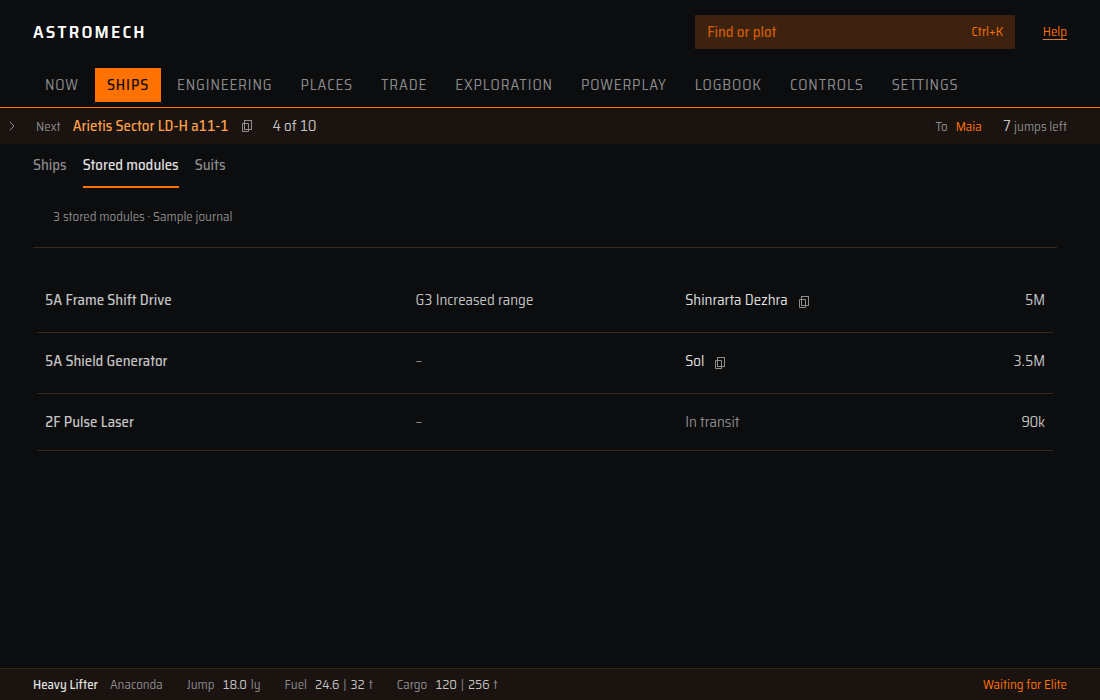 ASTROMECH
Find or plot Ctrl+K Help
NOW SHIPS ENGINEERING PLACES TRADE EXPLORATION POWERPLAY LOGBOOK CONTROLS SETTINGS
Next Arietis Sector LD-H a11-1 4 of 10 To Maia 7 jumps left
Ships Stored modules Suits
3 stored modules · Sample journal
5A Frame Shift Drive G3 Increased range Shinrarta Dezhra 5M
5A Shield Generator – Sol 3.5M
2F Pulse Laser – In transit 90k
Heavy Lifter Anaconda Jump 18.0 ly Fuel 24.6 | 32 t Cargo 120 | 256 t Waiting for Elite